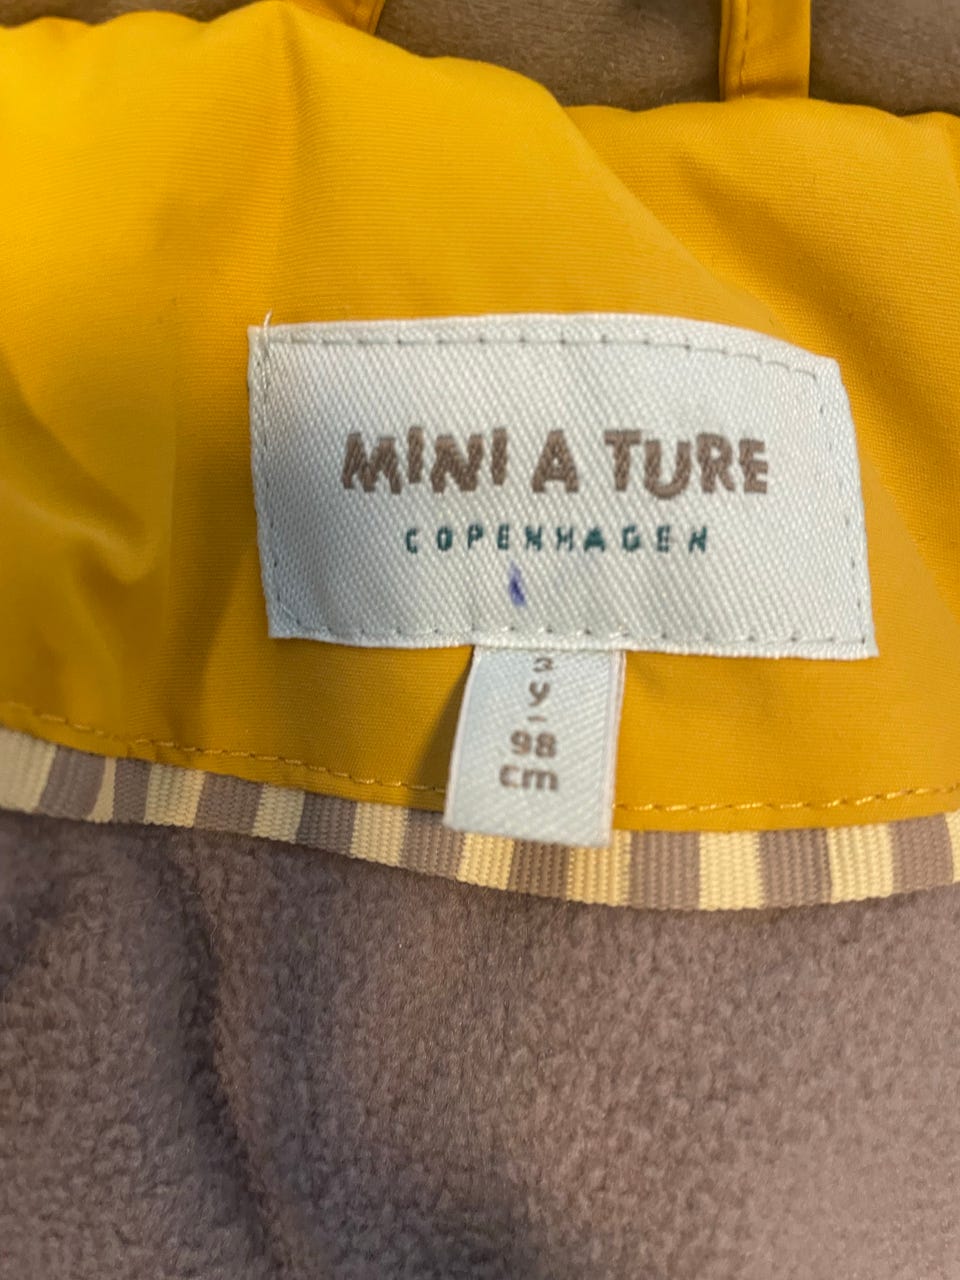 MINI A TURE
COPENHAGEN
3
y
-
98
cm